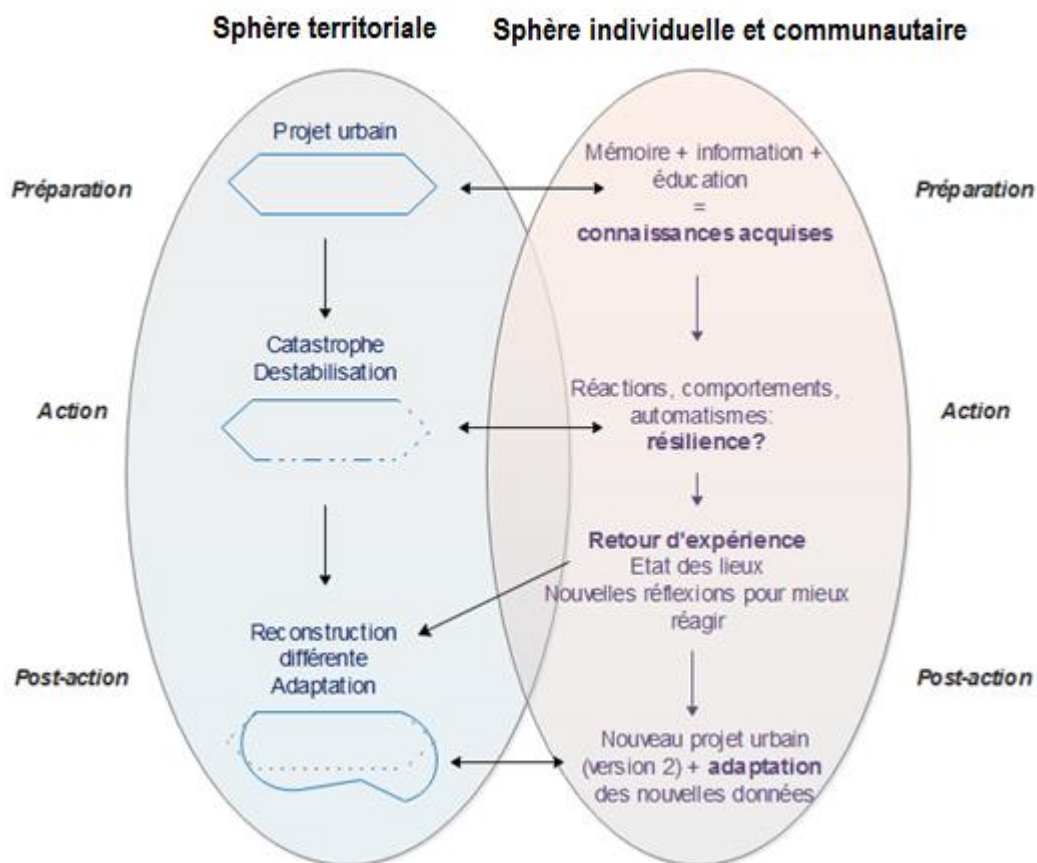 Sphère territoriale
Sphère individuelle et communautaire
Projet urbain
Mémoire + information +
éducation
=
connaissances acquises
Préparation
Préparation
Catastrophe
Destabilisation
Réactions, comportements,
automatismes:
résilience?
Action
Action
Retour d'expérience
Etat des lieux
Nouvelles réflexions pour mieux
réagir
Reconstruction
différente
Adaptation
Post-action
Post-action
Nouveau projet urbain
(version 2) + adaptation
des nouvelles données